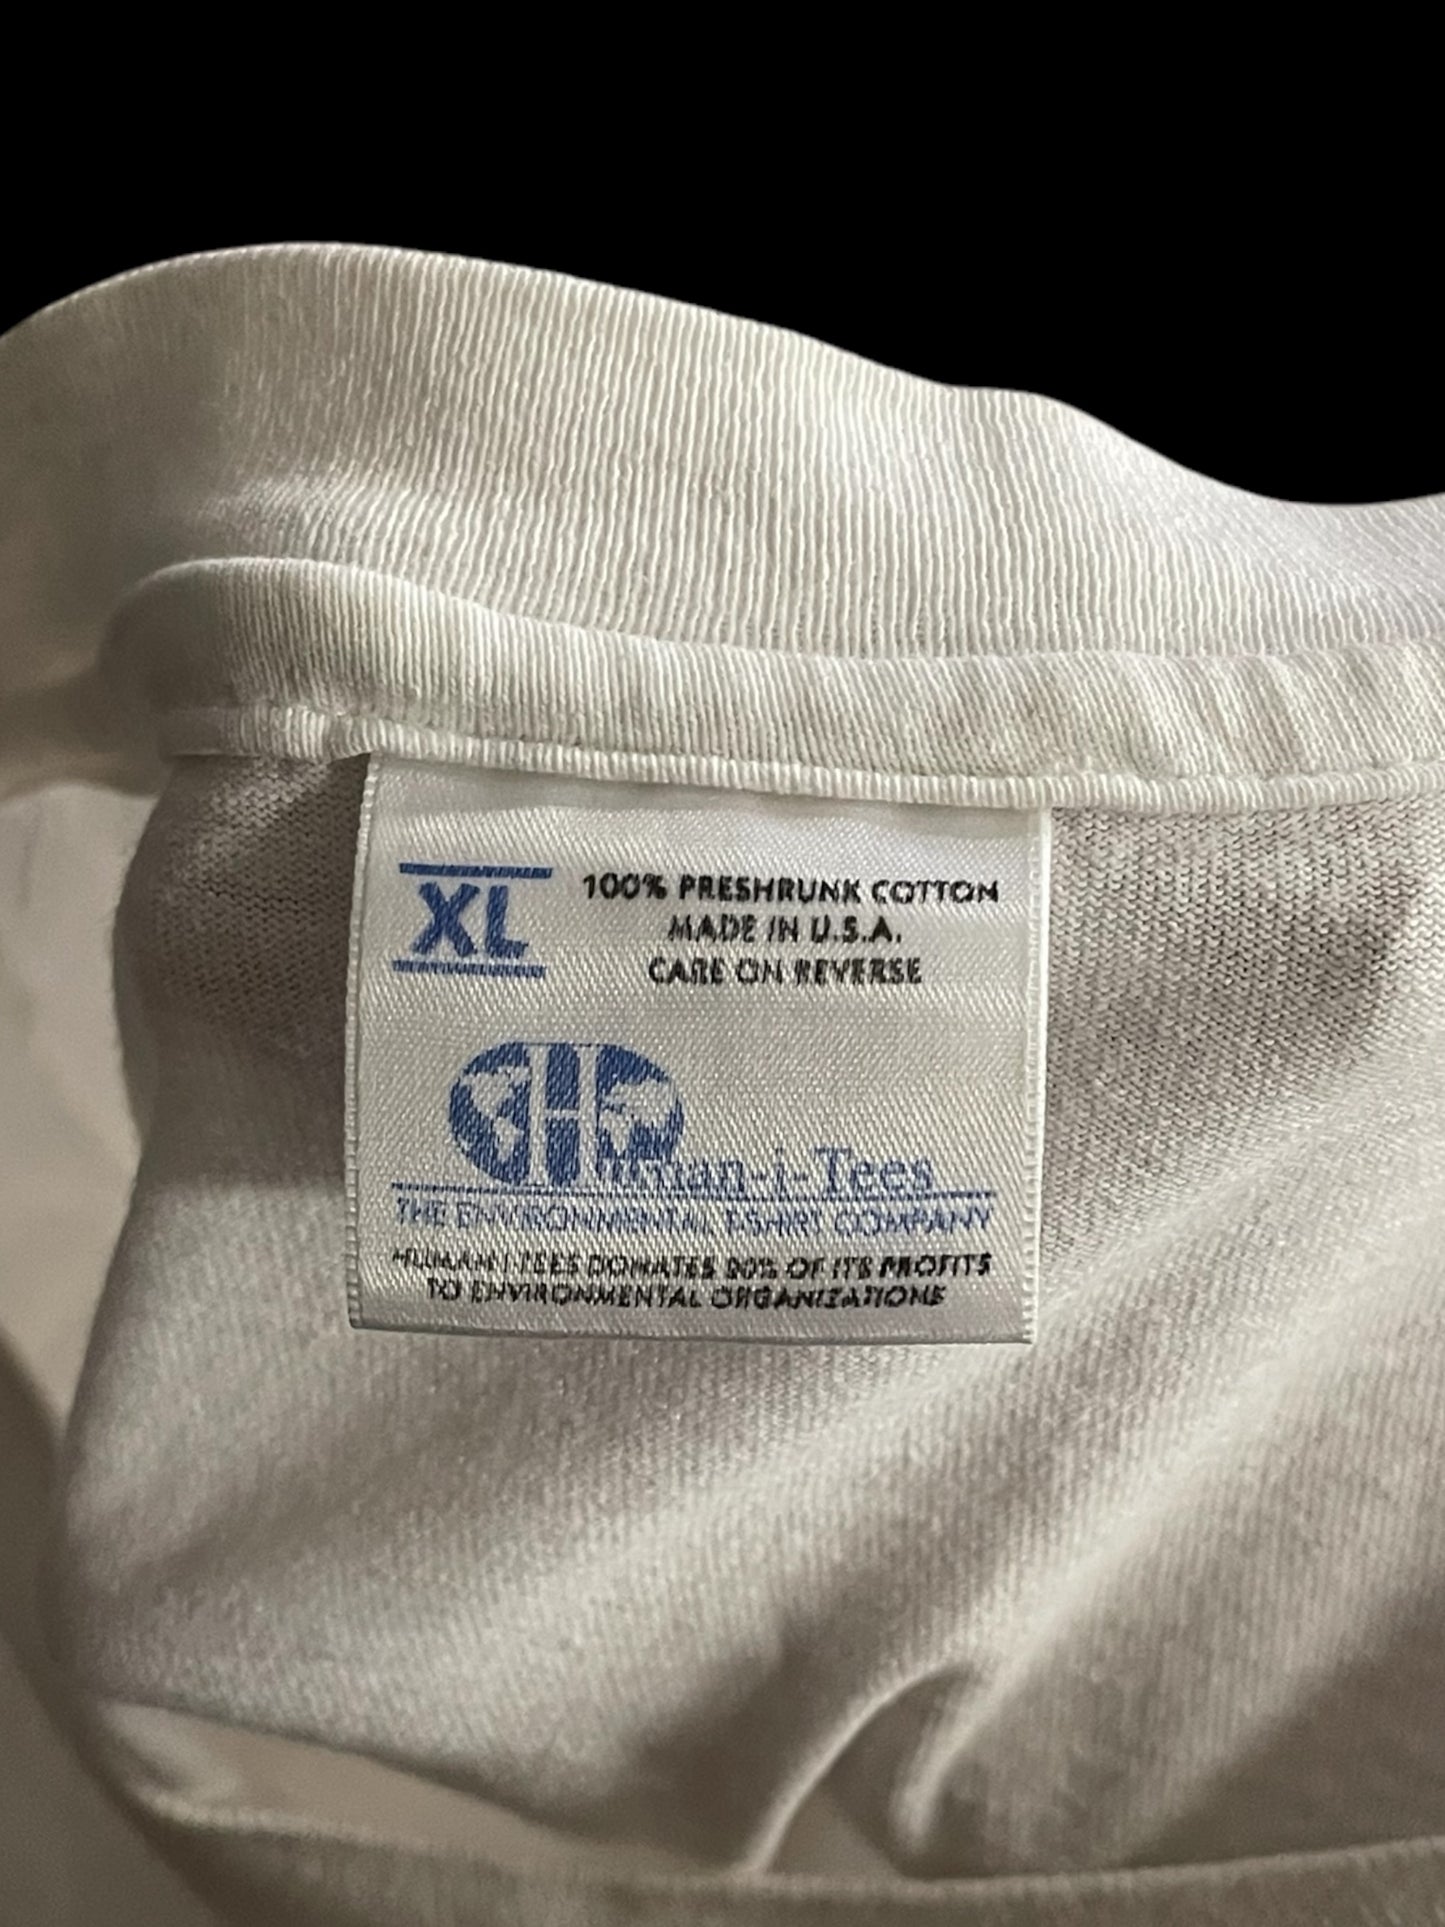 XL
100% PRESHRUNK COTTON
MADE IN U.S.A.
CARE ON REVERSE
Human-i-Tees
THE ENVIRONMENTAL T-SHIRT COMPANY
HUMAN I TEES DONATES OF ITS PROFITS
TO ENVIRONMENTAL ORGANIZATIONS